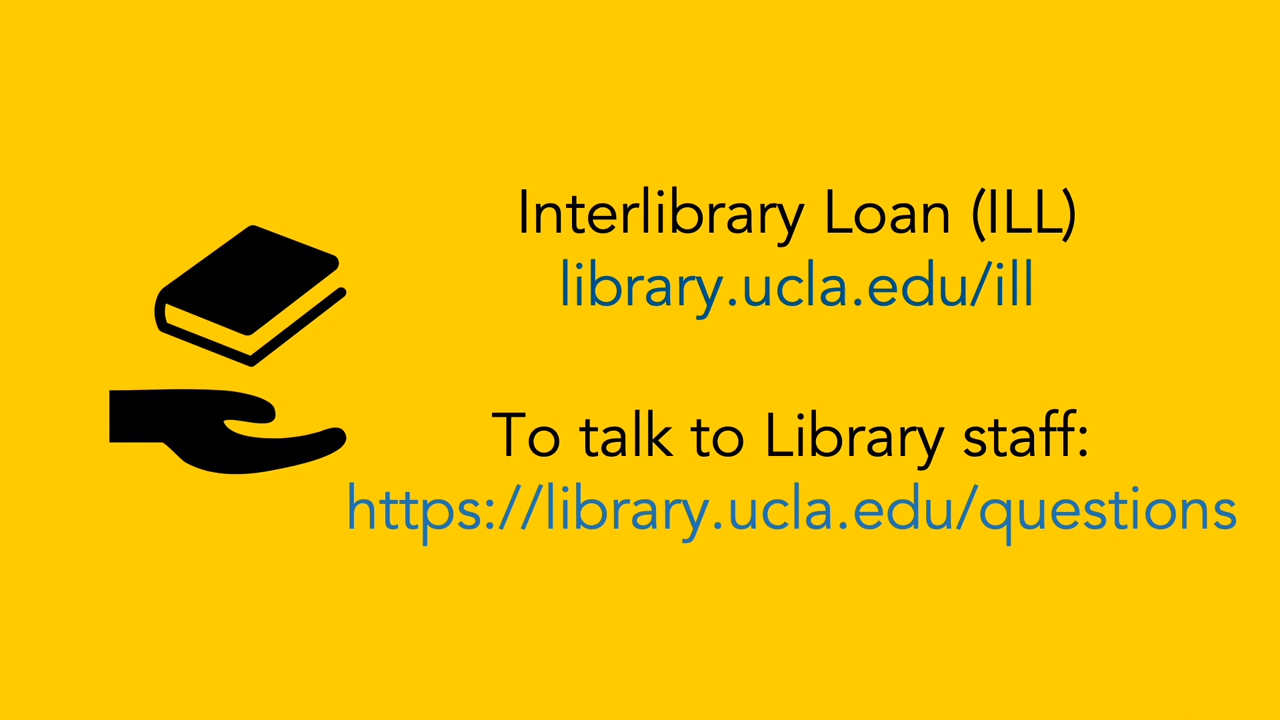 Interlibrary Loan (ILL)
library.ucla.edu/ill
To talk to Library staff:
https://library.ucla.edu/questions